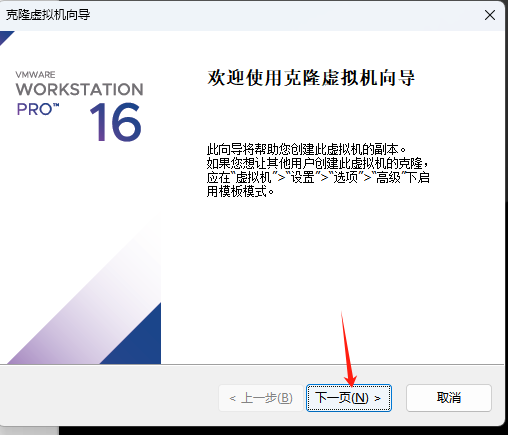 克隆虚拟机向导
VMWARE
WORKSTATION
PRO™ 16
欢迎使用克隆虚拟机向导
此向导将帮助您创建此虚拟机的副本。
如果您想让其他用户创建此虚拟机的克隆，
应在“虚拟机”>“设置”>“选项”>“高级”下启
用模板模式。
< 上一步(B)
下一页(N) >
取消